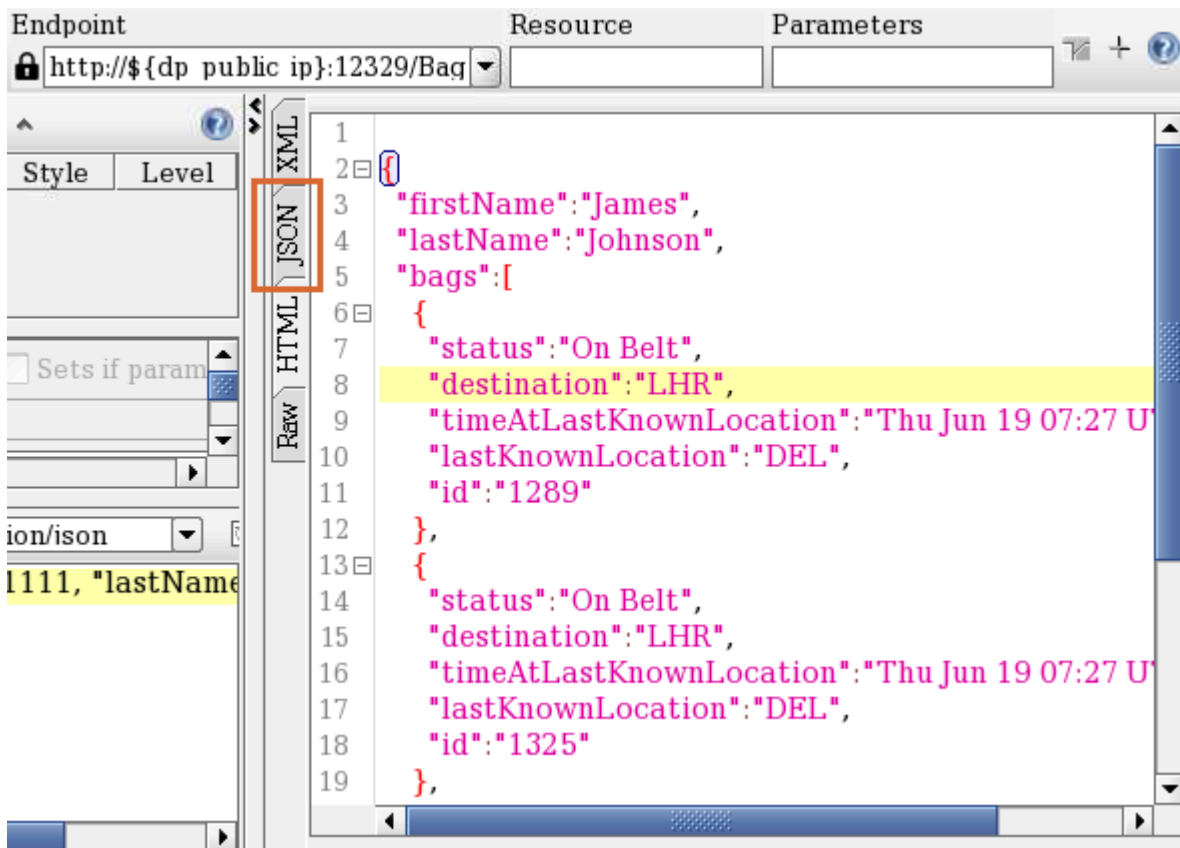 Endpoint Resource Parameters
http://${dp public ip}:12329/Bag
Style Level
Sets if param
ion/json
1111, "lastName
XML
JSON
HTML
Raw
1
2 {
3 "firstName":"James",
4 "lastName":"Johnson",
5 "bags":[
6 {
7 "status":"On Belt",
8 "destination":"LHR",
9 "timeAtLastKnownLocation":"Thu Jun 19 07:27 U
10 "lastKnownLocation":"DEL",
11 "id":"1289"
12 },
13 {
14 "status":"On Belt",
15 "destination":"LHR",
16 "timeAtLastKnownLocation":"Thu Jun 19 07:27 U
17 "lastKnownLocation":"DEL",
18 "id":"1325"
19 },